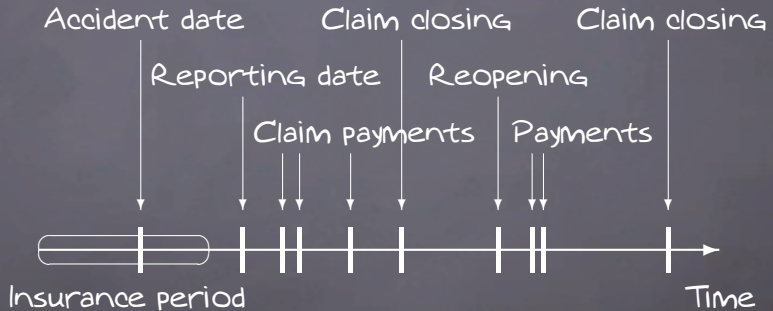 Accident date
Claim closing
Claim closing
Reporting date
Reopening
Claim payments
Payments
Insurance period
Time